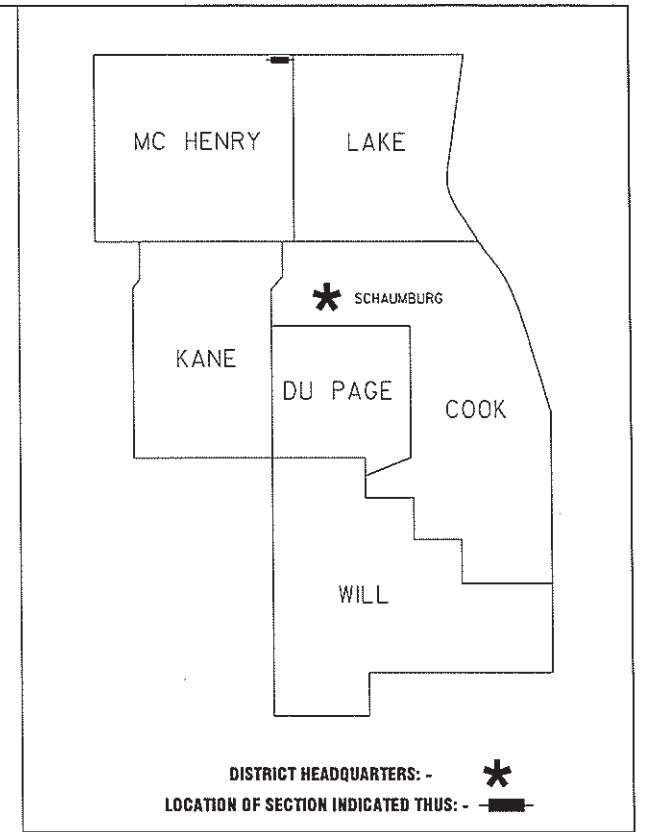 MC HENRY
LAKE
SCHAUMBURG
KANE
DU PAGE
COOK
WILL
DISTRICT HEADQUARTERS: -
LOCATION OF SECTION INDICATED THUS: -